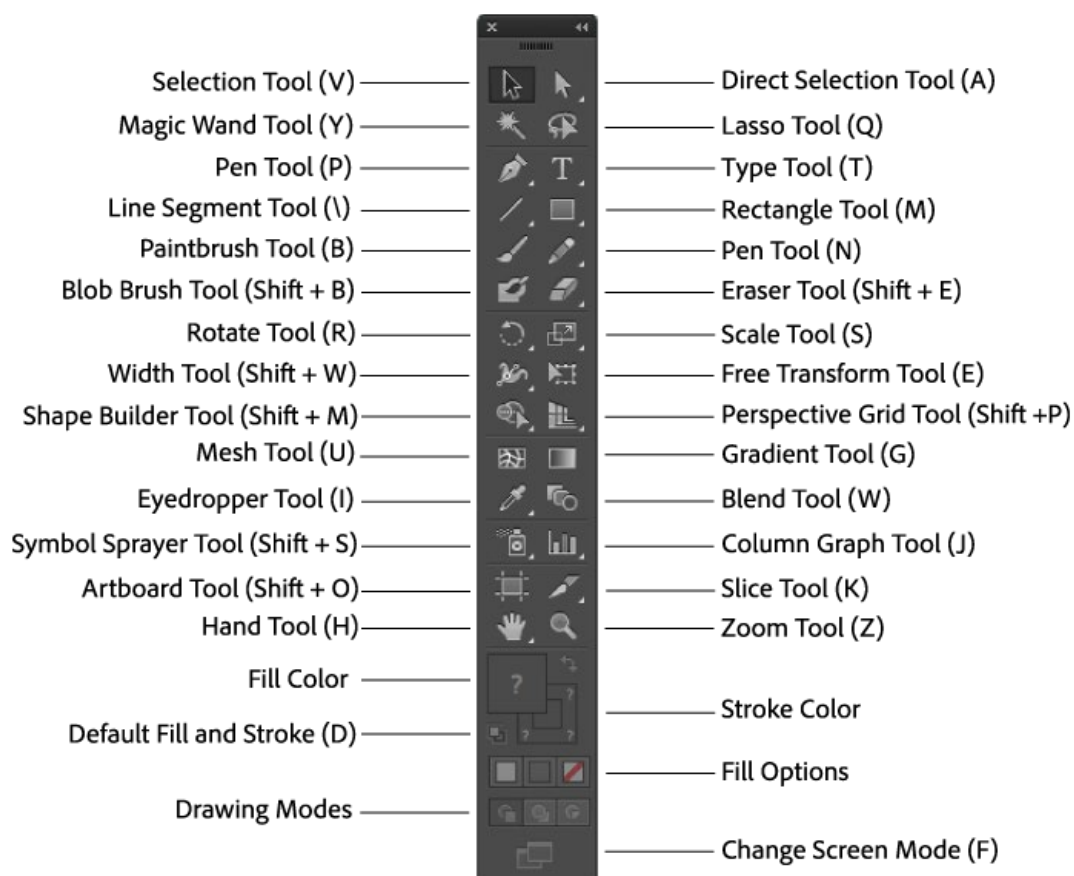 Selection Tool (V)
Direct Selection Tool (A)
Magic Wand Tool (Y)
Lasso Tool (Q)
Pen Tool (P)
Type Tool (T)
Line Segment Tool (\)
Rectangle Tool (M)
Paintbrush Tool (B)
Pen Tool (N)
Blob Brush Tool (Shift + B)
Eraser Tool (Shift + E)
Rotate Tool (R)
Scale Tool (S)
Width Tool (Shift + W)
Free Transform Tool (E)
Shape Builder Tool (Shift + M)
Perspective Grid Tool (Shift +P)
Mesh Tool (U)
Gradient Tool (G)
Eyedropper Tool (I)
Blend Tool (W)
Symbol Sprayer Tool (Shift + S)
Column Graph Tool (J)
Artboard Tool (Shift + O)
Slice Tool (K)
Hand Tool (H)
Zoom Tool (Z)
Fill Color
?
?
Stroke Color
Default Fill and Stroke (D)
? ?
Fill Options
Drawing Modes
Change Screen Mode (F)